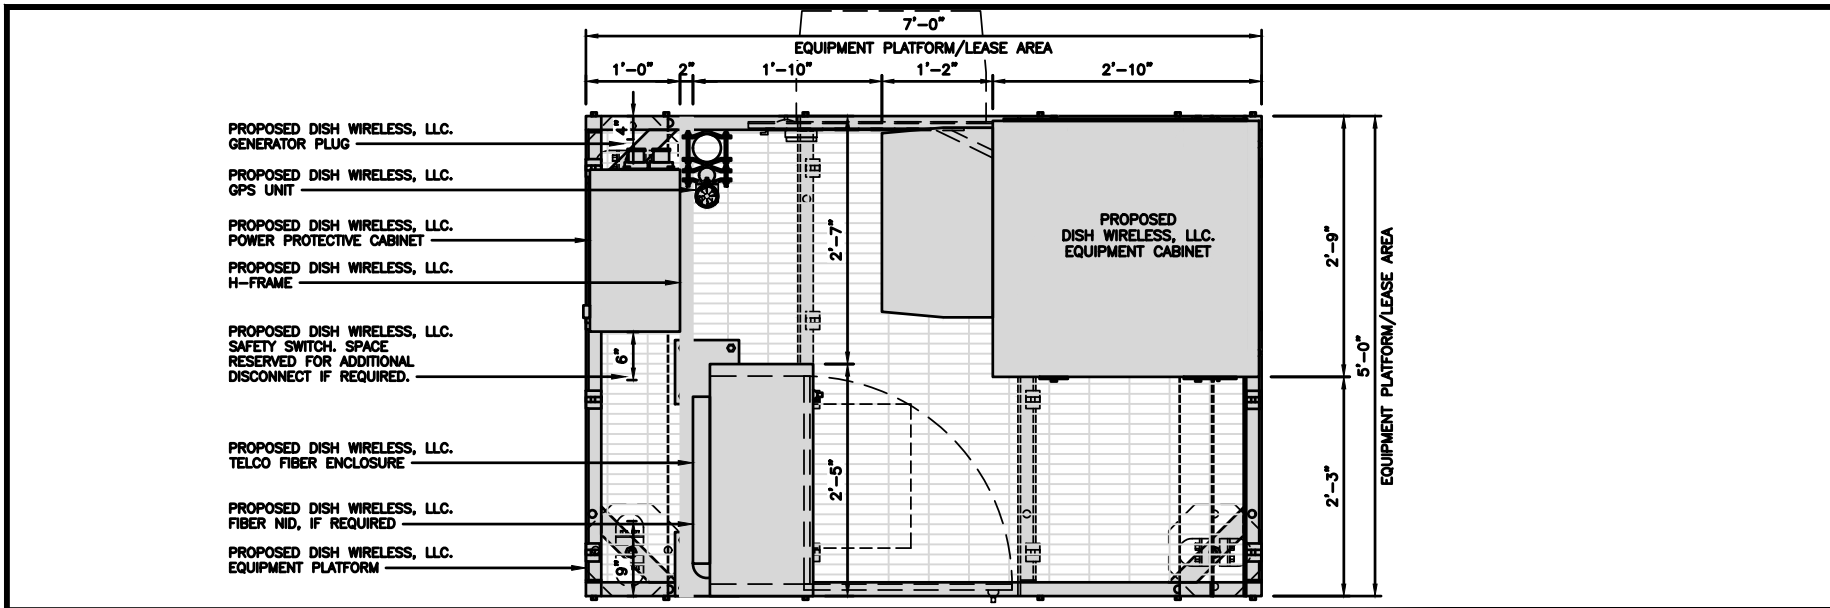 7'-0"
EQUIPMENT PLATFORM/LEASE AREA
1'-0" 2" 1'-10" 1'-2" 2'-10"
PROPOSED DISH WIRELESS, LLC.
GENERATOR PLUG
PROPOSED DISH WIRELESS, LLC.
GPS UNIT
PROPOSED DISH WIRELESS, LLC.
POWER PROTECTIVE CABINET
PROPOSED DISH WIRELESS, LLC.
H-FRAME
PROPOSED DISH WIRELESS, LLC.
SAFETY SWITCH. SPACE
RESERVED FOR ADDITIONAL
DISCONNECT IF REQUIRED.
PROPOSED DISH WIRELESS, LLC.
TELCO FIBER ENCLOSURE
PROPOSED DISH WIRELESS, LLC.
FIBER NID, IF REQUIRED
PROPOSED DISH WIRELESS, LLC.
EQUIPMENT PLATFORM
4"
6"
9"
2'-7"
2'-5"
PROPOSED
DISH WIRELESS, LLC.
EQUIPMENT CABINET
2'-9"
2'-3"
5'-0"
EQUIPMENT PLATFORM/LEASE AREA